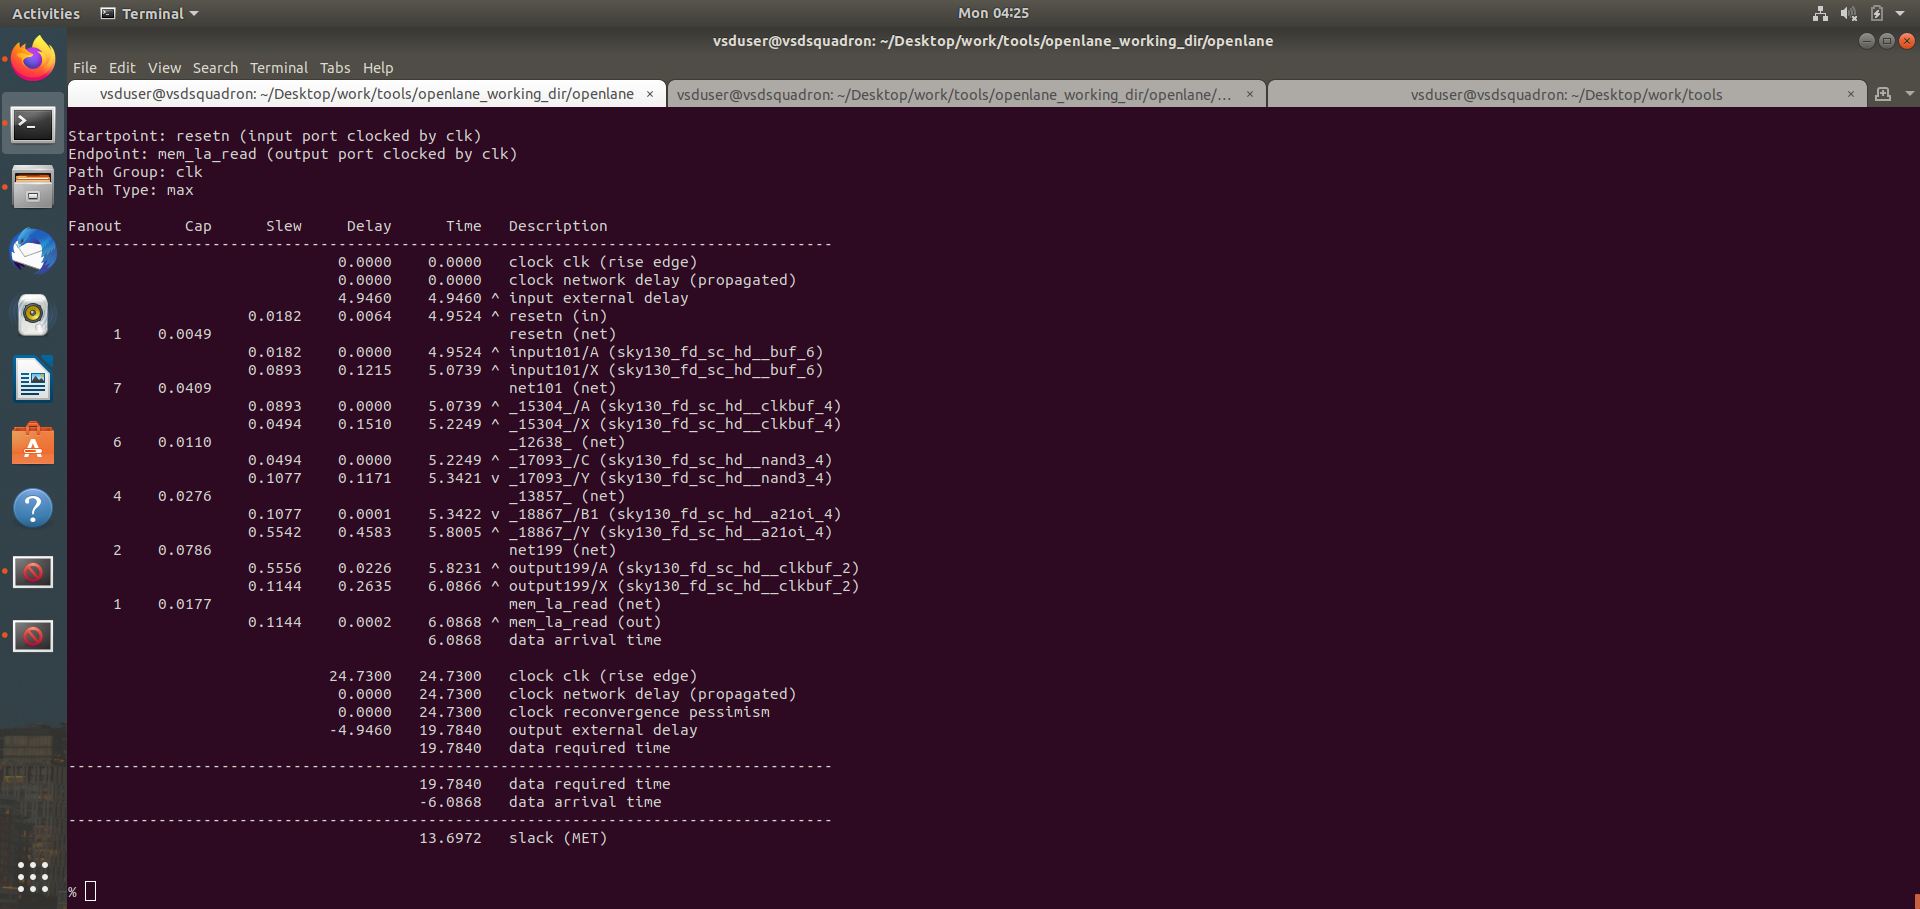 Activities Terminal Mon 04:25
vsduser@vsdsquadron: ~/Desktop/work/tools/openlane_working_dir/openlane
File Edit View Search Terminal Tabs Help
vsduser@vsdsquadron: ~/Desktop/work/tools/openlane_working_dir/openlane × vsduser@vsdsquadron: ~/Desktop/work/tools/openlane_working_dir/openlane/... × vsduser@vsdsquadron: ~/Desktop/work/tools ×
Startpoint: resetn (input port clocked by clk)
Endpoint: mem_la_read (output port clocked by clk)
Path Group: clk
Path Type: max
Fanout Cap Slew Delay Time Description
-------------------------------------------------------------------------------------
0.0000 0.0000 clock clk (rise edge)
0.0000 0.0000 clock network delay (propagated)
4.9460 4.9460 ^ input external delay
0.0182 0.0064 4.9524 ^ resetn (in)
1 0.0049 resetn (net)
0.0182 0.0000 4.9524 ^ input101/A (sky130_fd_sc_hd__buf_6)
0.0893 0.1215 5.0739 ^ input101/X (sky130_fd_sc_hd__buf_6)
7 0.0409 net101 (net)
0.0893 0.0000 5.0739 ^ _15304_/A (sky130_fd_sc_hd__clkbuf_4)
0.0494 0.1510 5.2249 ^ _15304_/X (sky130_fd_sc_hd__clkbuf_4)
6 0.0110 _12638_ (net)
0.0494 0.0000 5.2249 ^ _17093_/C (sky130_fd_sc_hd__nand3_4)
0.1077 0.1171 5.3421 v _17093_/Y (sky130_fd_sc_hd__nand3_4)
4 0.0276 _13857_ (net)
0.1077 0.0001 5.3422 v _18867_/B1 (sky130_fd_sc_hd__a21oi_4)
0.5542 0.4583 5.8005 ^ _18867_/Y (sky130_fd_sc_hd__a21oi_4)
2 0.0786 net199 (net)
0.5556 0.0226 5.8231 ^ output199/A (sky130_fd_sc_hd__clkbuf_2)
0.1144 0.2635 6.0866 ^ output199/X (sky130_fd_sc_hd__clkbuf_2)
1 0.0177 mem_la_read (net)
0.1144 0.0002 6.0868 ^ mem_la_read (out)
6.0868 data arrival time
24.7300 24.7300 clock clk (rise edge)
0.0000 24.7300 clock network delay (propagated)
0.0000 24.7300 clock reconvergence pessimism
-4.9460 19.7840 output external delay
19.7840 data required time
-------------------------------------------------------------------------------------
19.7840 data required time
-6.0868 data arrival time
-------------------------------------------------------------------------------------
13.6972 slack (MET)
%